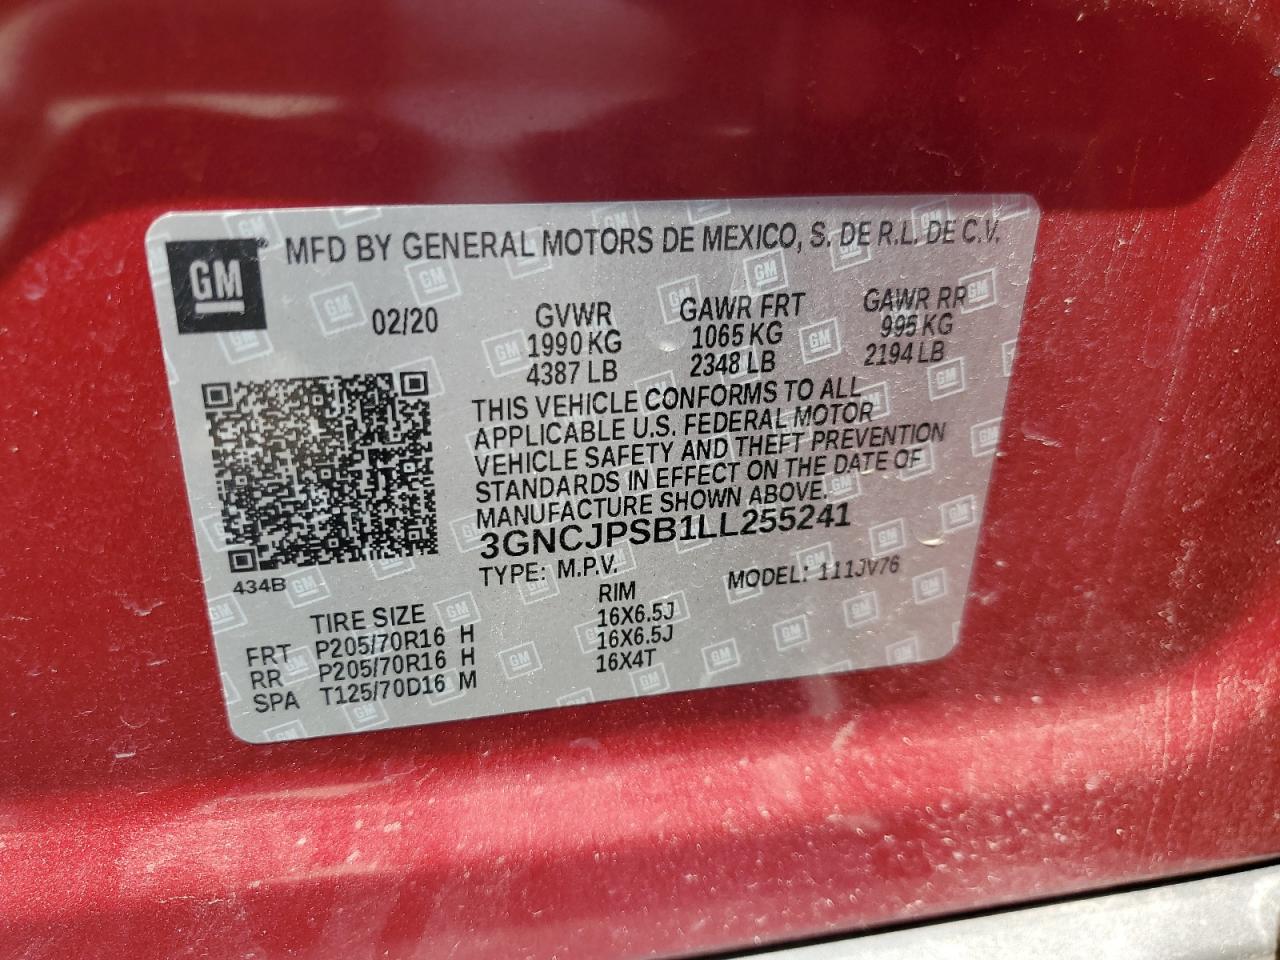 GM
MFD BY GENERAL MOTORS DE MEXICO, S. DE R.L. DE C.V.
02/20
GVWR GAWR FRT GAWR RR
1990 KG 1065 KG 995 KG
4387 LB 2348 LB 2194 LB
THIS VEHICLE CONFORMS TO ALL
APPLICABLE U.S. FEDERAL MOTOR
VEHICLE SAFETY AND THEFT PREVENTION
STANDARDS IN EFFECT ON THE DATE OF
MANUFACTURE SHOWN ABOVE.
3GNCJPSB1LL255241
TYPE: M.P.V. MODEL: 111JV76
434B
TIRE SIZE RIM
FRT P205/70R16 H 16X6.5J
RR P205/70R16 H 16X6.5J
SPA T125/70D16 M 16X4T